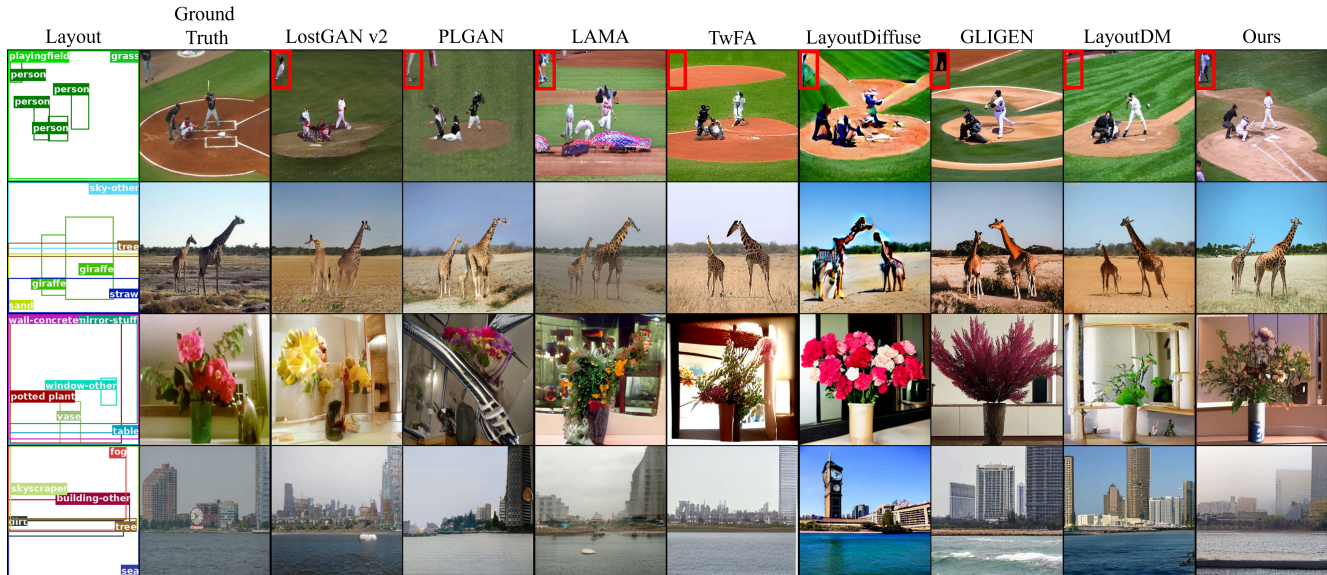 Layout
Ground
Truth
LostGAN v2
PLGAN
LAMA
TwFA
LayoutDiffuse
GLIGEN
LayoutDM
Ours
playingfield
grass
person
person
person
person
sky-other
tree
giraffe
giraffe
straw
sand
wall-concrete
mirror-stuff
window-other
potted plant
vase
table
fog
skyscraper
building-other
dirt
tree
sea